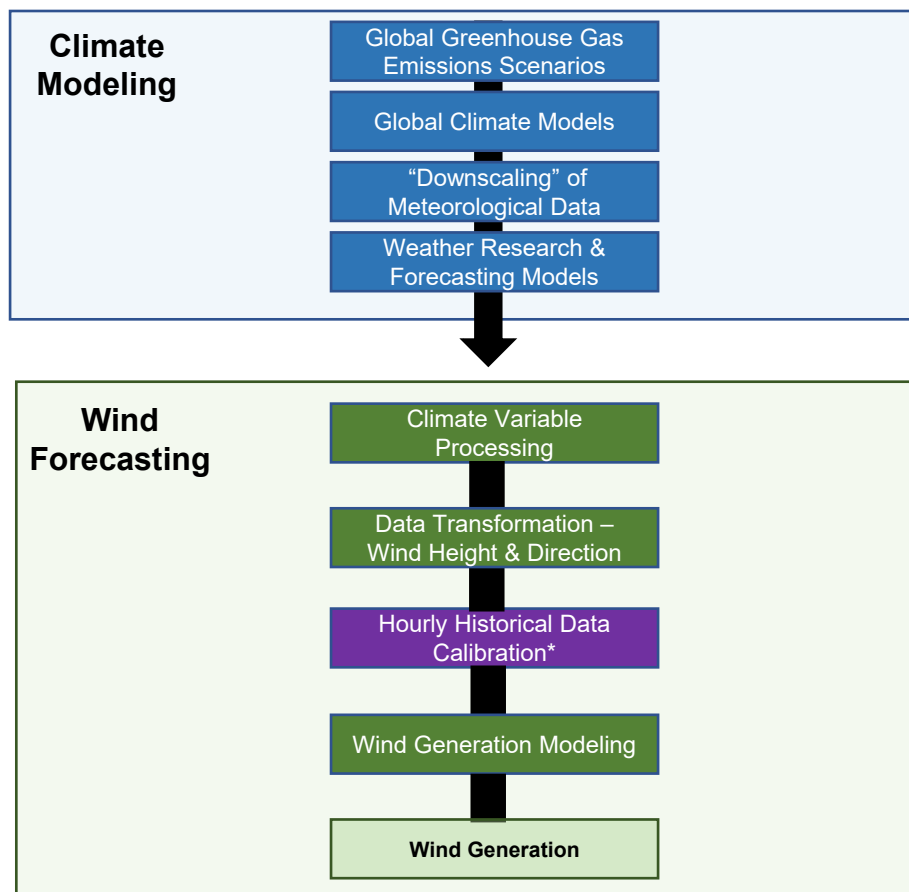 Climate
Modeling
Global Greenhouse Gas
Emissions Scenarios
Global Climate Models
“Downscaling” of
Meteorological Data
Weather Research &
Forecasting Models
Wind
Forecasting
Climate Variable
Processing
Data Transformation –
Wind Height & Direction
Hourly Historical Data
Calibration*
Wind Generation Modeling
Wind Generation